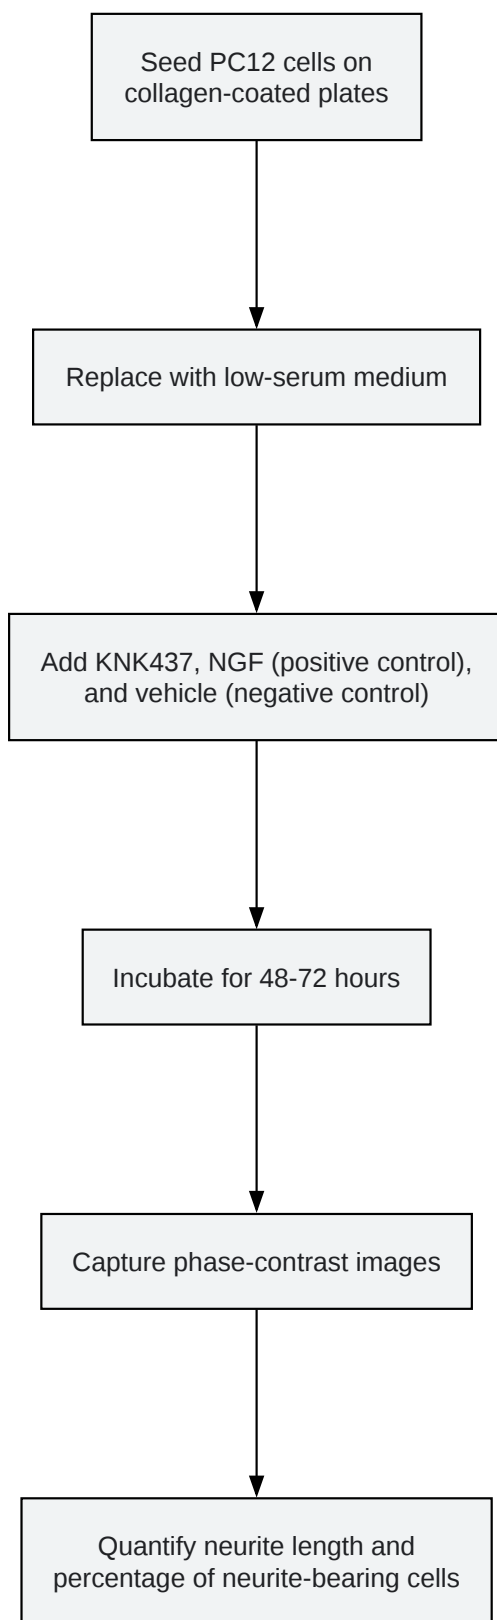 Seed PC12 cells on
collagen-coated plates
Replace with low-serum medium
Add KNK437, NGF (positive control),
and vehicle (negative control)
Incubate for 48-72 hours
Capture phase-contrast images
Quantify neurite length and
percentage of neurite-bearing cells